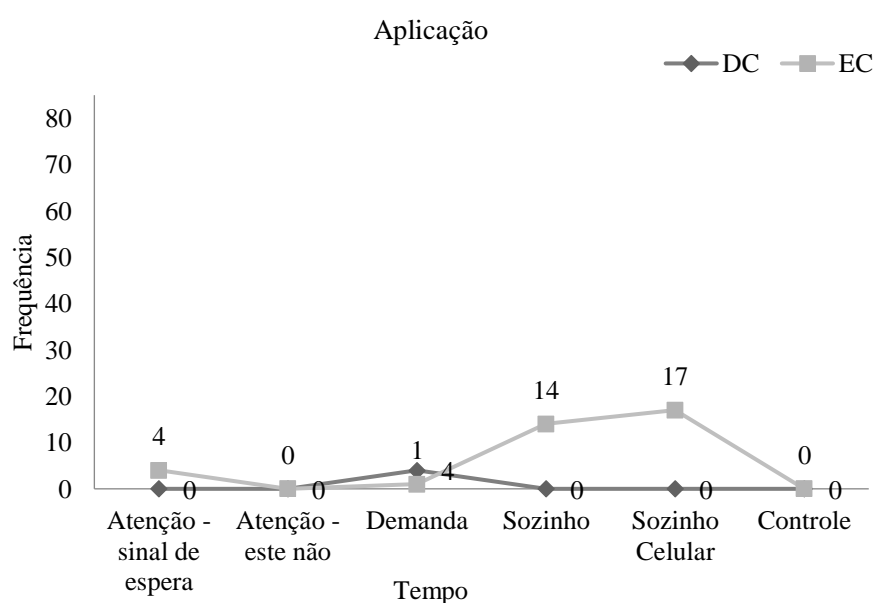 Aplicação
DC
EC
Frequência
80
70
60
50
40
30
20
10
0
4
0
0
0
1
4
14
0
17
0
0
0
Atenção -
sinal de
espera
Atenção -
este não
Demanda
Sozinho
Sozinho
Celular
Controle
Tempo